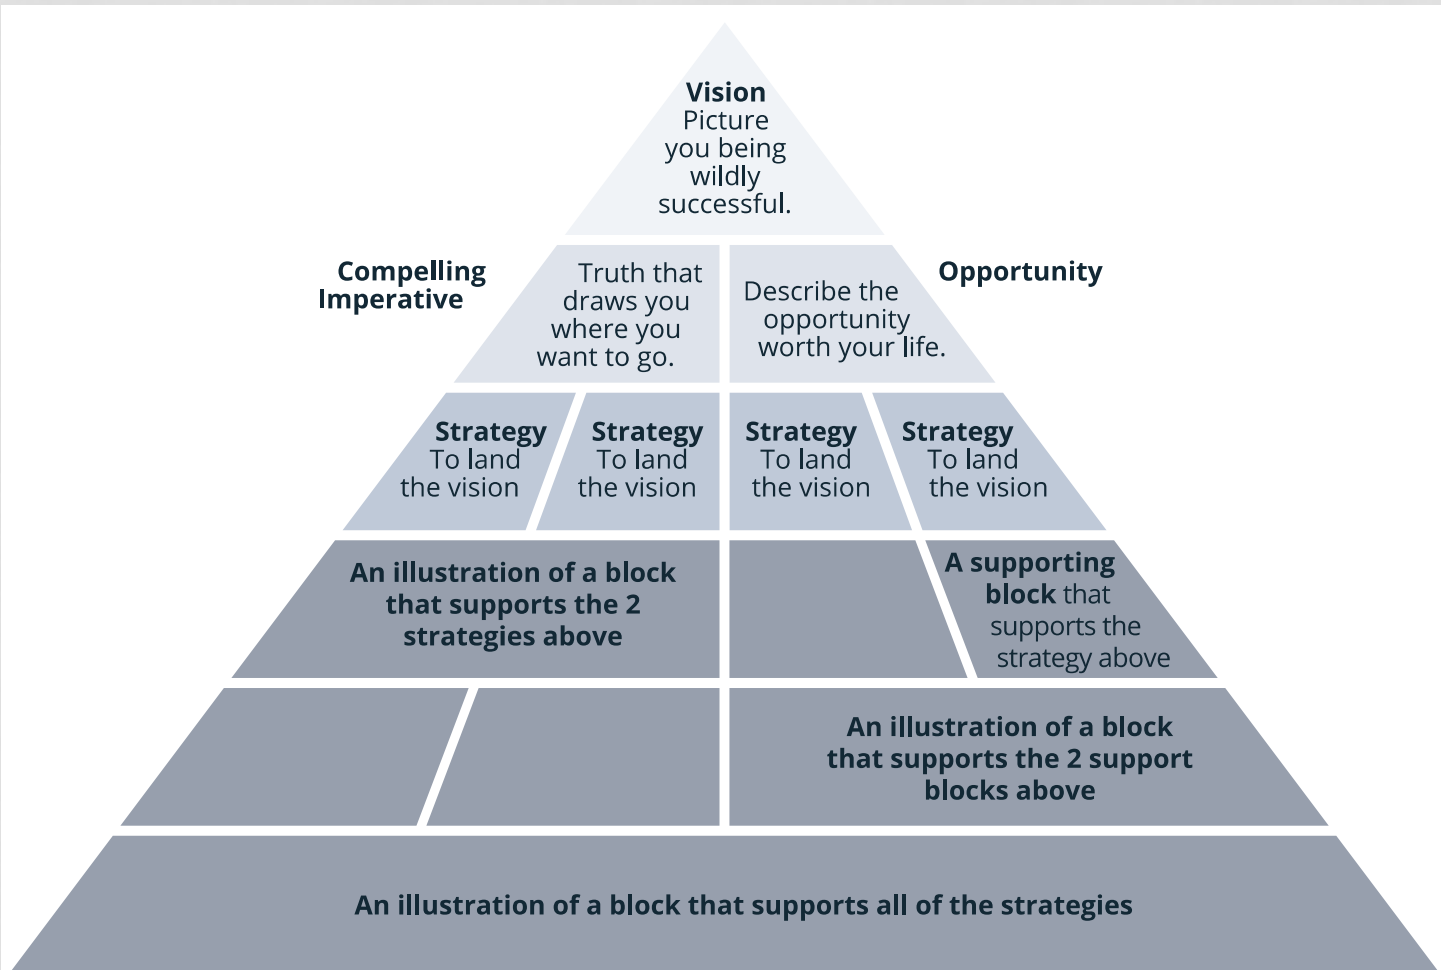 Vision
Picture
you being
wildly
successful.
Compelling
Imperative
Truth that
draws you
where you
want to go.
Describe the
opportunity
worth your life.
Opportunity
Strategy
To land
the vision
Strategy
To land
the vision
Strategy
To land
the vision
Strategy
To land
the vision
An illustration of a block
that supports the 2
strategies above
A supporting
block that
supports the
strategy above
An illustration of a block
that supports the 2 support
blocks above
An illustration of a block that supports all of the strategies